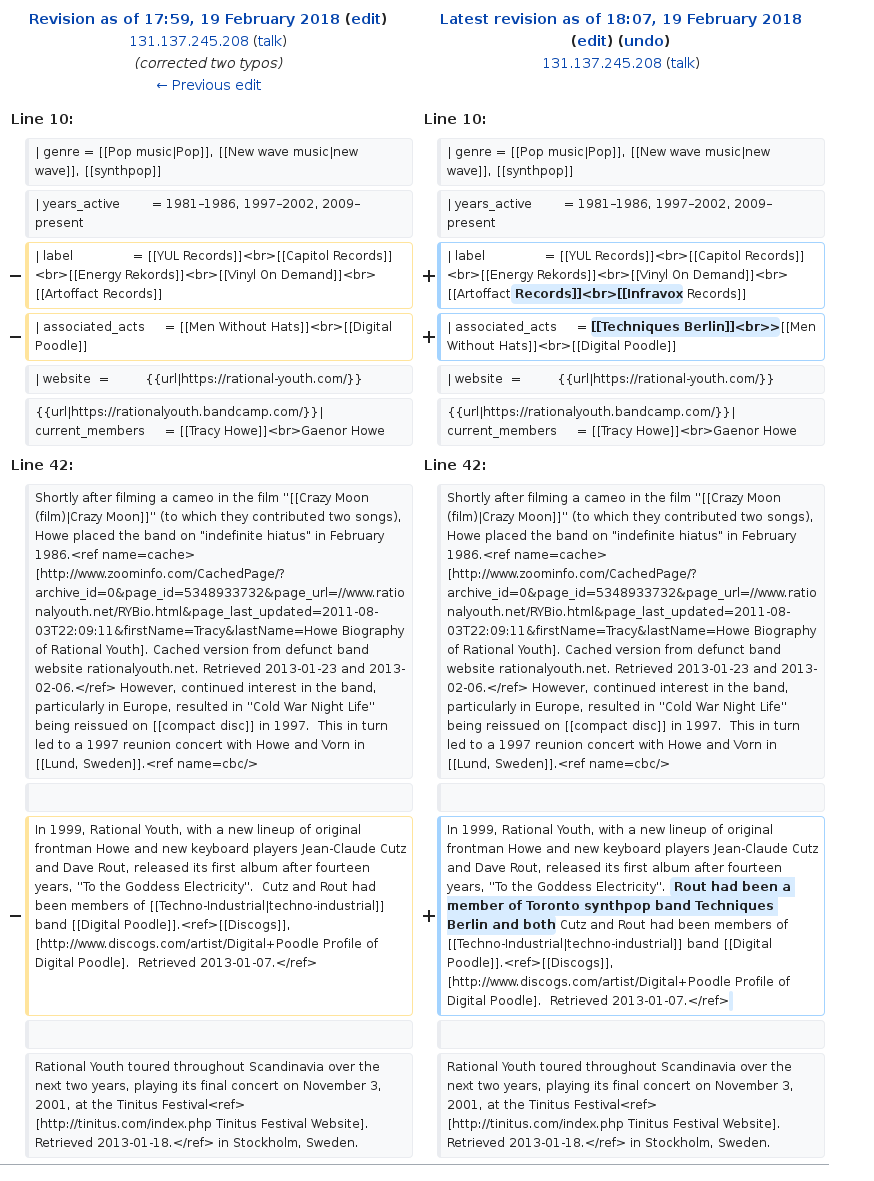 Revision as of 17:59, 19 February 2018 (edit)
131.137.245.208 (talk)
(corrected two typos)
← Previous edit
Latest revision as of 18:07, 19 February 2018
(edit) (undo)
131.137.245.208 (talk)
Line 10:
Line 10:
| genre = [[Pop music|Pop]], [[New wave music|new
wave]], [[synthpop]]
| genre = [[Pop music|Pop]], [[New wave music|new
wave]], [[synthpop]]
| years_active        = 1981–1986, 1997–2002, 2009–
present
| years_active        = 1981–1986, 1997–2002, 2009–
present
−
| label               = [[YUL Records]]<br>[[Capitol Records]]
<br>[[Energy Rekords]]<br>[[Vinyl On Demand]]<br>
[[Artoffact Records]]
+
| label               = [[YUL Records]]<br>[[Capitol Records]]
<br>[[Energy Rekords]]<br>[[Vinyl On Demand]]<br>
[[Artoffact Records]]<br>[[Infravox Records]]
−
| associated_acts     = [[Men Without Hats]]<br>[[Digital
Poodle]]
+
| associated_acts     = [[Techniques Berlin]]<br>>[[Men
Without Hats]]<br>[[Digital Poodle]]
| website  =         {{url|https://rational-youth.com/}}
| website  =         {{url|https://rational-youth.com/}}
{{url|https://rationalyouth.bandcamp.com/}}|
current_members     = [[Tracy Howe]]<br>Gaenor Howe
{{url|https://rationalyouth.bandcamp.com/}}|
current_members     = [[Tracy Howe]]<br>Gaenor Howe
Line 42:
Line 42:
Shortly after filming a cameo in the film ''[[Crazy Moon
(film)|Crazy Moon]]'' (to which they contributed two songs),
Howe placed the band on "indefinite hiatus" in February
1986.<ref name=cache>
[http://www.zoominfo.com/CachedPage/?
archive_id=0&page_id=5348933732&page_url=//www.ratio
nalyouth.net/RYBio.html&page_last_updated=2011-08-
03T22:09:11&firstName=Tracy&lastName=Howe Biography
of Rational Youth]. Cached version from defunct band
website rationalyouth.net. Retrieved 2013-01-23 and 2013-
02-06.</ref> However, continued interest in the band,
particularly in Europe, resulted in ''Cold War Night Life''
being reissued on [[compact disc]] in 1997.  This in turn
led to a 1997 reunion concert with Howe and Vorn in
[[Lund, Sweden]].<ref name=cbc/>
Shortly after filming a cameo in the film ''[[Crazy Moon
(film)|Crazy Moon]]'' (to which they contributed two songs),
Howe placed the band on "indefinite hiatus" in February
1986.<ref name=cache>
[http://www.zoominfo.com/CachedPage/?
archive_id=0&page_id=5348933732&page_url=//www.ratio
nalyouth.net/RYBio.html&page_last_updated=2011-08-
03T22:09:11&firstName=Tracy&lastName=Howe Biography
of Rational Youth]. Cached version from defunct band
website rationalyouth.net. Retrieved 2013-01-23 and 2013-
02-06.</ref> However, continued interest in the band,
particularly in Europe, resulted in ''Cold War Night Life''
being reissued on [[compact disc]] in 1997.  This in turn
led to a 1997 reunion concert with Howe and Vorn in
[[Lund, Sweden]].<ref name=cbc/>
−
In 1999, Rational Youth, with a new lineup of original
frontman Howe and new keyboard players Jean-Claude Cutz
and Dave Rout, released its first album after fourteen
years, ''To the Goddess Electricity''.  Cutz and Rout had
been members of [[Techno-Industrial|techno-industrial]]
band [[Digital Poodle]].<ref>[[Discogs]],
[http://www.discogs.com/artist/Digital+Poodle Profile of
Digital Poodle].  Retrieved 2013-01-07.</ref>
+
In 1999, Rational Youth, with a new lineup of original
frontman Howe and new keyboard players Jean-Claude Cutz
and Dave Rout, released its first album after fourteen
years, ''To the Goddess Electricity''.  Rout had been a
member of Toronto synthpop band Techniques
Berlin and both Cutz and Rout had been members of
[[Techno-Industrial|techno-industrial]] band [[Digital
Poodle]].<ref>[[Discogs]],
[http://www.discogs.com/artist/Digital+Poodle Profile of
Digital Poodle].  Retrieved 2013-01-07.</ref>
Rational Youth toured throughout Scandinavia over the
next two years, playing its final concert on November 3,
2001, at the Tinitus Festival<ref>
[http://tinitus.com/index.php Tinitus Festival Website].
Retrieved 2013-01-18.</ref> in Stockholm, Sweden.
Rational Youth toured throughout Scandinavia over the
next two years, playing its final concert on November 3,
2001, at the Tinitus Festival<ref>
[http://tinitus.com/index.php Tinitus Festival Website].
Retrieved 2013-01-18.</ref> in Stockholm, Sweden.